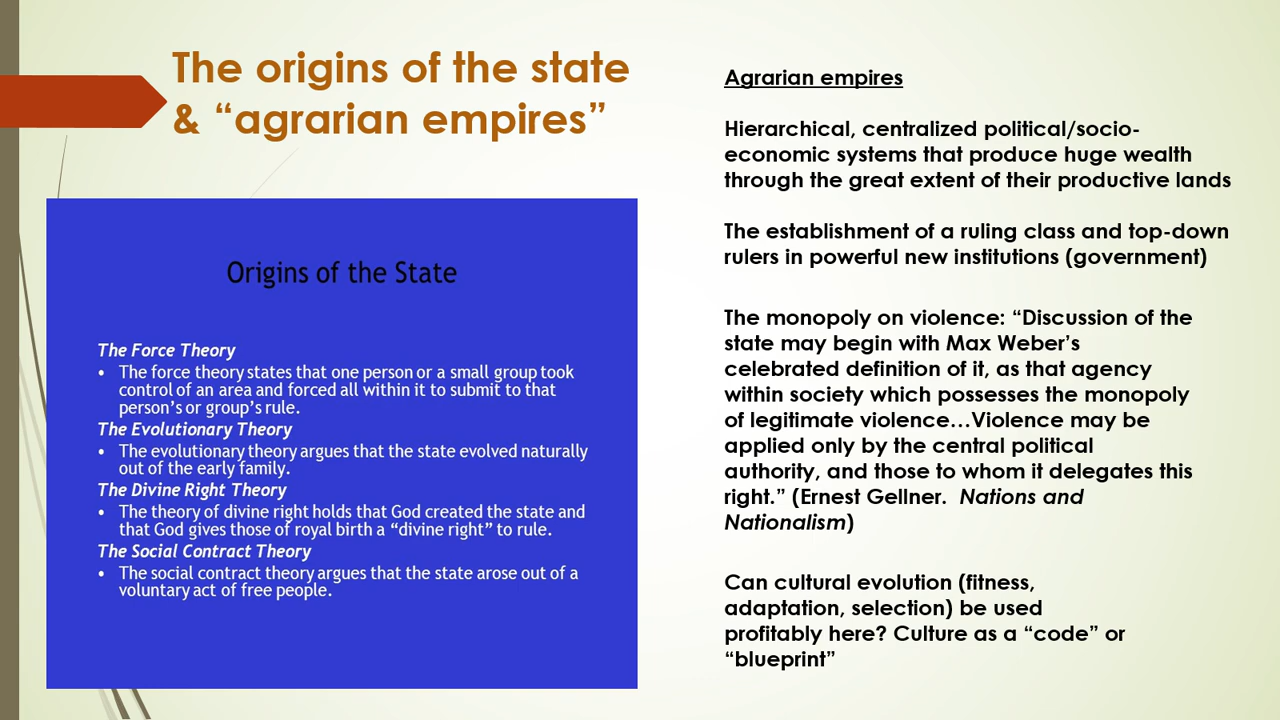 The origins of the state
& “agrarian empires”
Origins of the State
The Force Theory
• The force theory states that one person or a small group took
control of an area and forced all within it to submit to that
person’s or group’s rule.
The Evolutionary Theory
• The evolutionary theory argues that the state evolved naturally
out of the early family.
The Divine Right Theory
• The theory of divine right holds that God created the state and
that God gives those of royal birth a “divine right” to rule.
The Social Contract Theory
• The social contract theory argues that the state arose out of a
voluntary act of free people.
Agrarian empires
Hierarchical, centralized political/socio-
economic systems that produce huge wealth
through the great extent of their productive lands
The establishment of a ruling class and top-down
rulers in powerful new institutions (government)
The monopoly on violence: “Discussion of the
state may begin with Max Weber’s
celebrated definition of it, as that agency
within society which possesses the monopoly
of legitimate violence…Violence may be
applied only by the central political
authority, and those to whom it delegates this
right.” (Ernest Gellner. Nations and
Nationalism)
Can cultural evolution (fitness,
adaptation, selection) be used
profitably here? Culture as a “code” or
“blueprint”